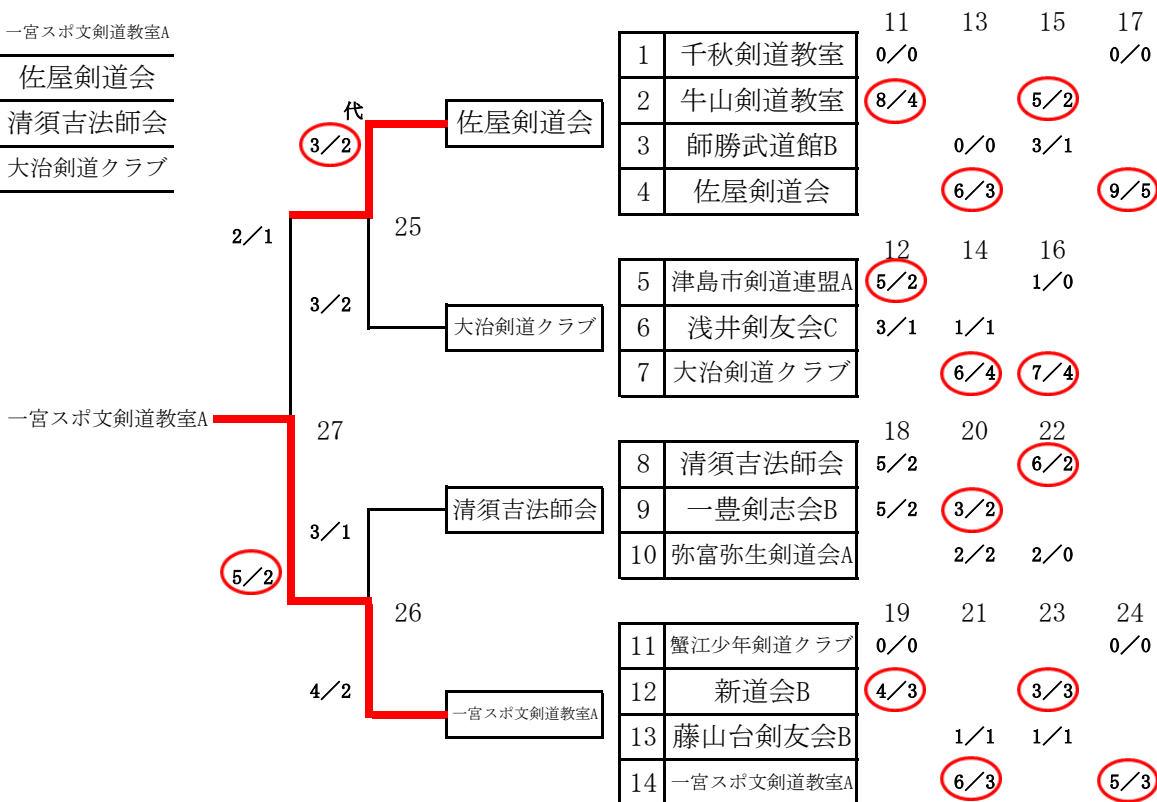 一宮スポ文剣道教室A
佐屋剣道会
清須吉法師会
大治剣道クラブ
代
3／2
佐屋剣道会
2／1
25
3／2
大治剣道クラブ
一宮スポ文剣道教室A
27
3／1
清須吉法師会
5／2
26
4／2
一宮スポ文剣道教室A
11 13 15 17
1 千秋剣道教室 0／0 0／0
2 牛山剣道教室 8／4 5／2
3 師勝武道館B 0／0 3／1
4 佐屋剣道会 6／3 9／5
12 14 16
5 津島市剣道連盟A 5／2 1／0
6 浅井剣友会C 3／1 1／1
7 大治剣道クラブ 6／4 7／4
18 20 22
8 清須吉法師会 5／2 6／2
9 一豊剣志会B 5／2 3／2
10 弥富弥生剣道会A 2／2 2／0
19 21 23 24
11 蟹江少年剣道クラブ 0／0 0／0
12 新道会B 4／3 3／3
13 藤山台剣友会B 1／1 1／1
14 一宮スポ文剣道教室A 6／3 5／3